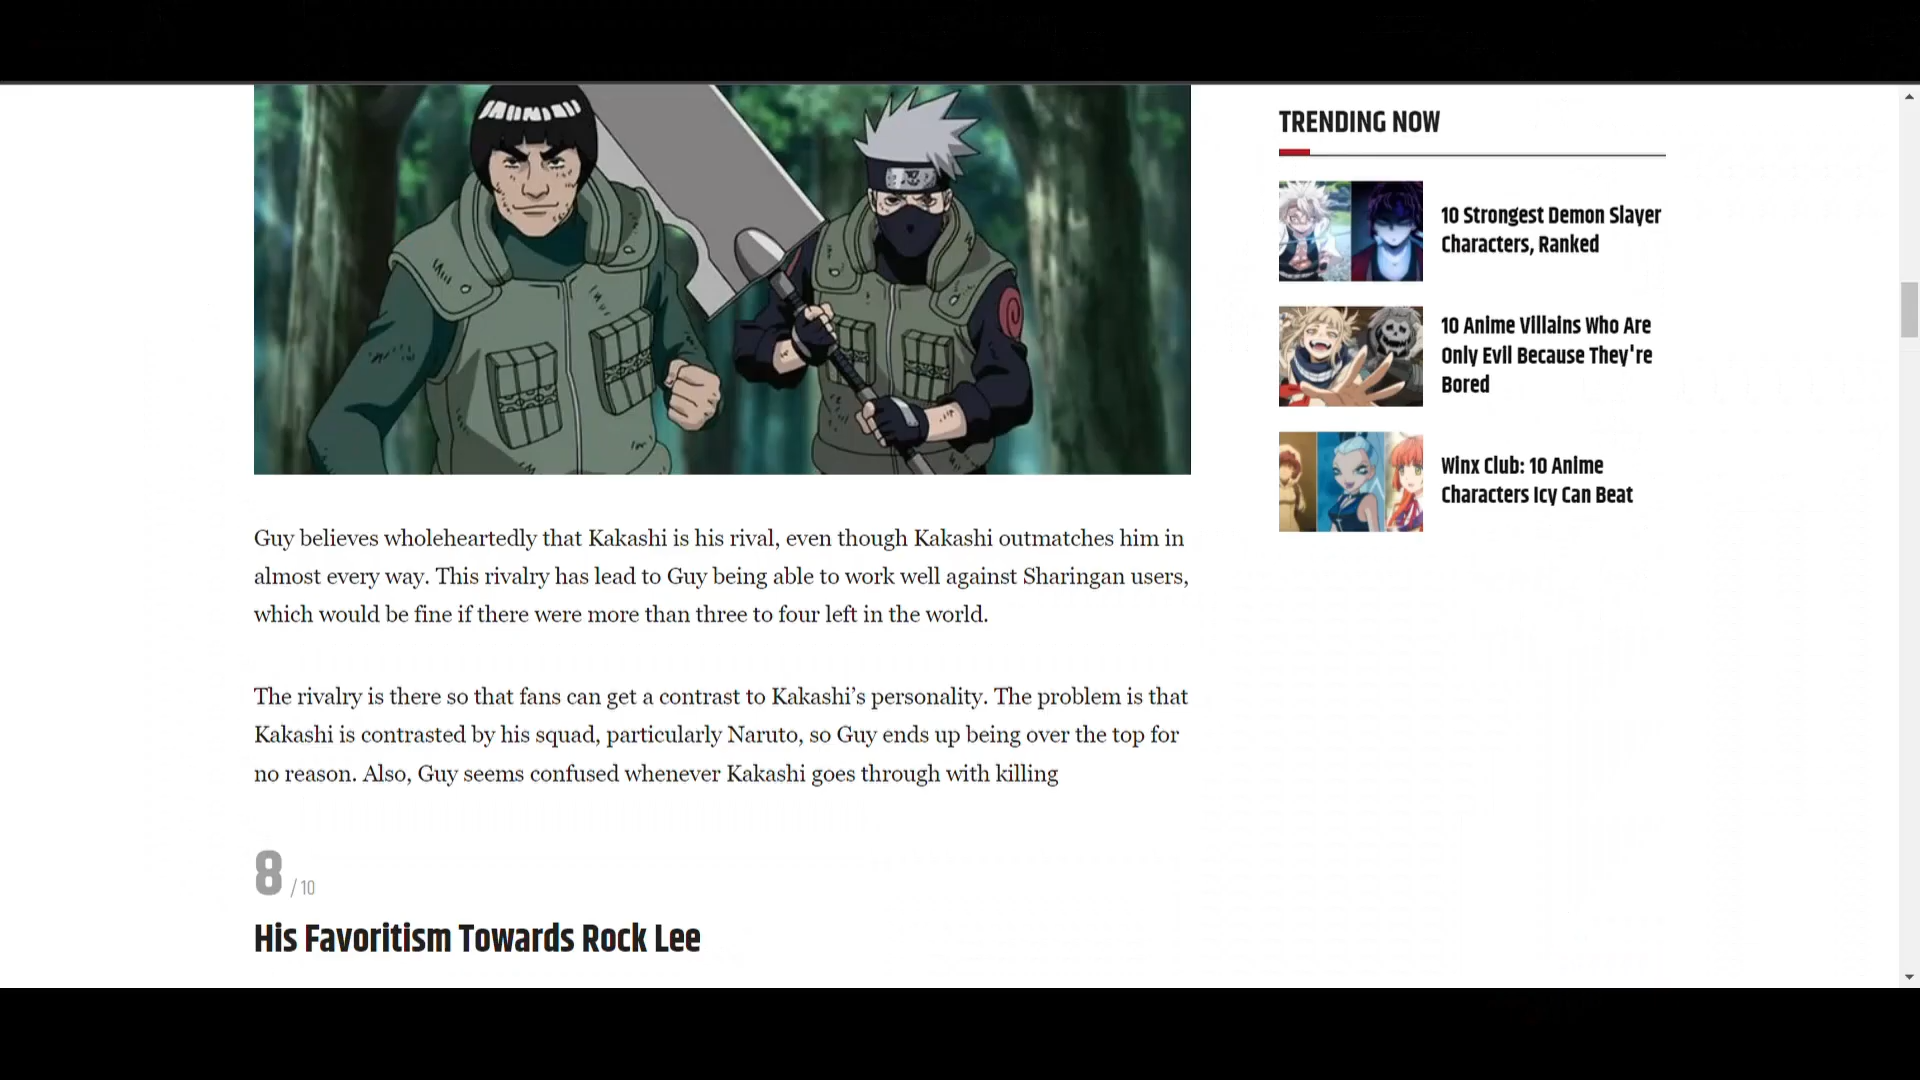 Guy believes wholeheartedly that Kakashi is his rival, even though Kakashi outmatches him in
almost every way. This rivalry has lead to Guy being able to work well against Sharingan users,
which would be fine if there were more than three to four left in the world.
The rivalry is there so that fans can get a contrast to Kakashi’s personality. The problem is that
Kakashi is contrasted by his squad, particularly Naruto, so Guy ends up being over the top for
no reason. Also, Guy seems confused whenever Kakashi goes through with killing
8 / 10
His Favoritism Towards Rock Lee
TRENDING NOW
10 Strongest Demon Slayer
Characters, Ranked
10 Anime Villains Who Are
Only Evil Because They're
Bored
Winx Club: 10 Anime
Characters Icy Can Beat